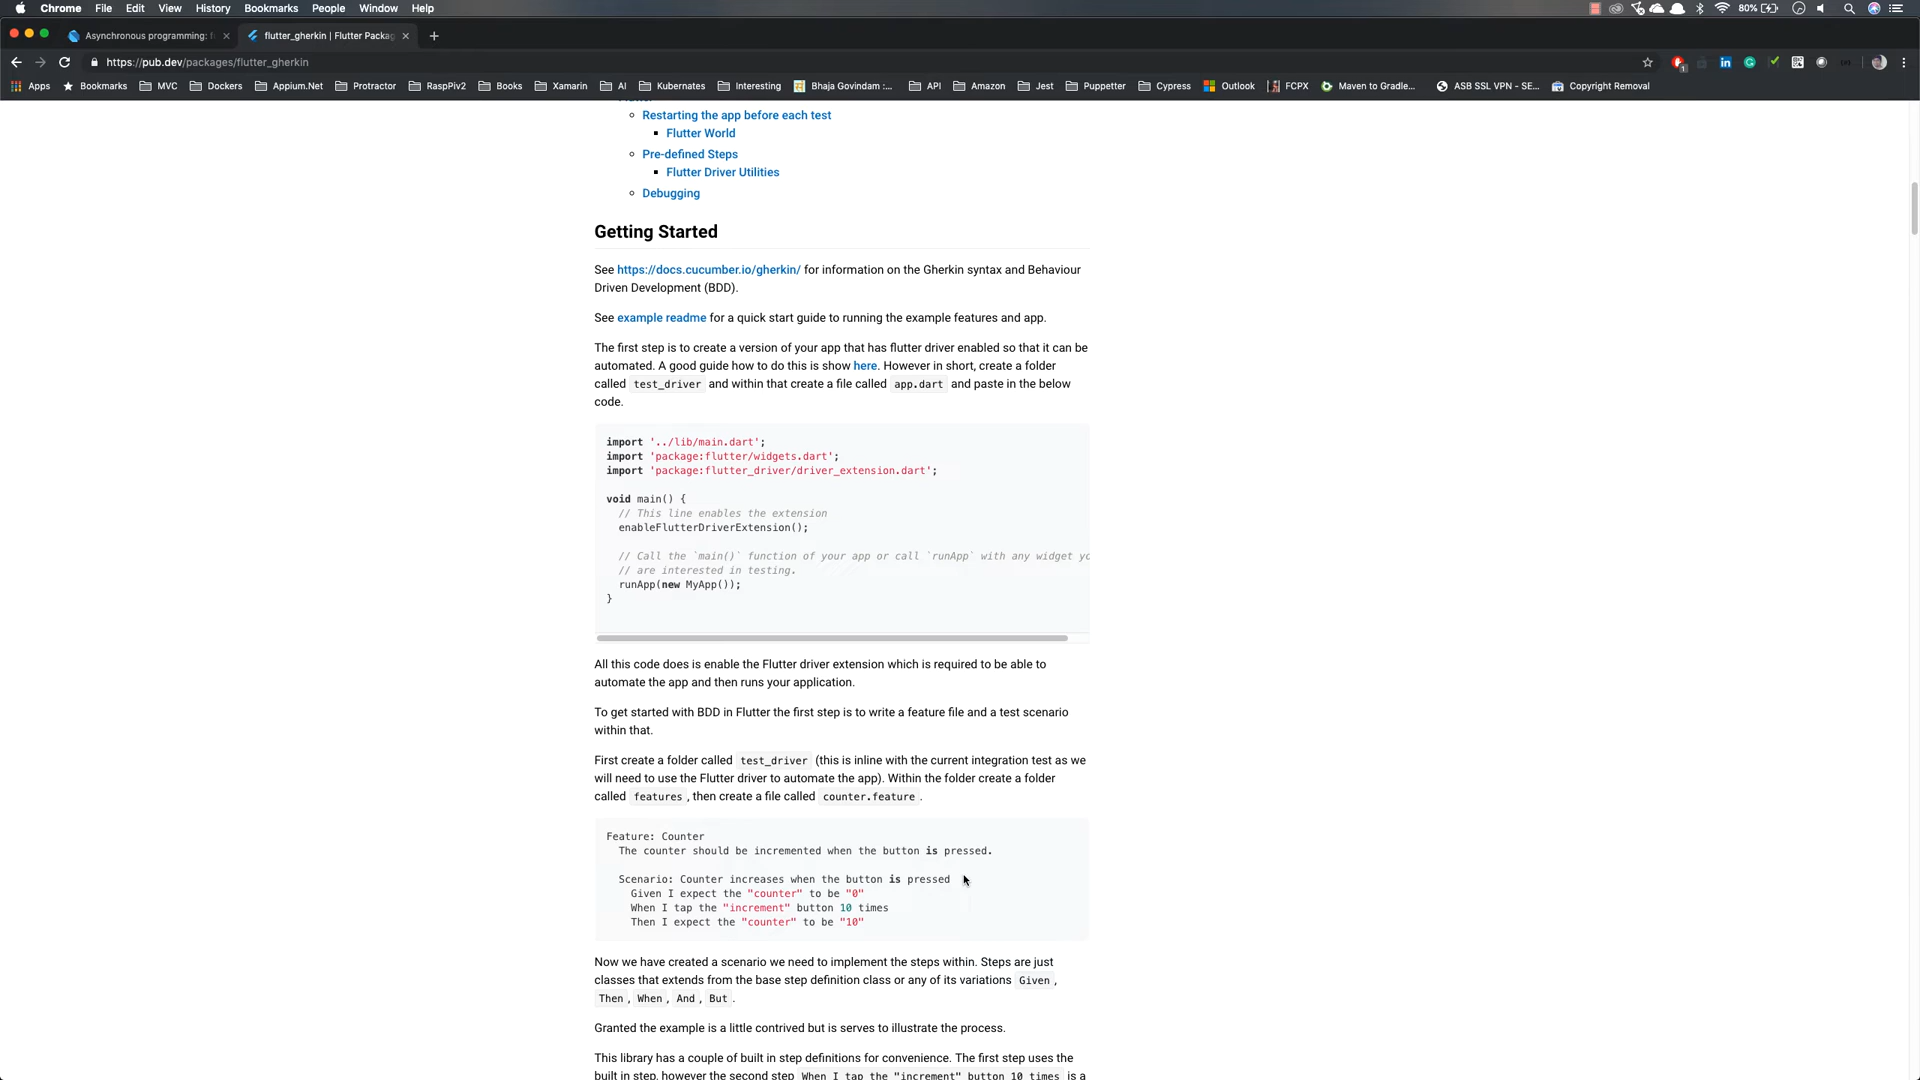 Chrome File Edit View History Bookmarks People Window Help 80%
Asynchronous programming: f
flutter_gherkin | Flutter Packag
https://pub.dev/packages/flutter_gherkin
Apps Bookmarks MVC Dockers Appium.Net Protractor RaspPiv2 Books Xamarin AI Kubernetes Interesting Bhaja Govindam :... API Amazon Jest Puppetter Cypress Outlook FCPX Maven to Gradle... ASB SSL VPN - SE... Copyright Removal
Restarting the app before each test
Flutter World
Pre-defined Steps
Flutter Driver Utilities
Debugging
Getting Started
See https://docs.cucumber.io/gherkin/ for information on the Gherkin syntax and Behaviour
Driven Development (BDD).
See example readme for a quick start guide to running the example features and app.
The first step is to create a version of your app that has flutter driver enabled so that it can be
automated. A good guide how to do this is show here. However in short, create a folder
called test_driver and within that create a file called app.dart and paste in the below
code.
import '../lib/main.dart';
import 'package:flutter/widgets.dart';
import 'package:flutter_driver/driver_extension.dart';
void main() {
// This line enables the extension
enableFlutterDriverExtension();
// Call the `main()` function of your app or call `runApp` with any widget yo
// are interested in testing.
runApp(new MyApp());
}
All this code does is enable the Flutter driver extension which is required to be able to
automate the app and then runs your application.
To get started with BDD in Flutter the first step is to write a feature file and a test scenario
within that.
First create a folder called test_driver (this is inline with the current integration test as we
will need to use the Flutter driver to automate the app). Within the folder create a folder
called features , then create a file called counter.feature .
Feature: Counter
The counter should be incremented when the button is pressed.
Scenario: Counter increases when the button is pressed
Given I expect the "counter" to be "0"
When I tap the "increment" button 10 times
Then I expect the "counter" to be "10"
Now we have created a scenario we need to implement the steps within. Steps are just
classes that extends from the base step definition class or any of its variations Given ,
Then , When , And , But .
Granted the example is a little contrived but is serves to illustrate the process.
This library has a couple of built in step definitions for convenience. The first step uses the
built in step, however the second step When I tap the "increment" button 10 times is a